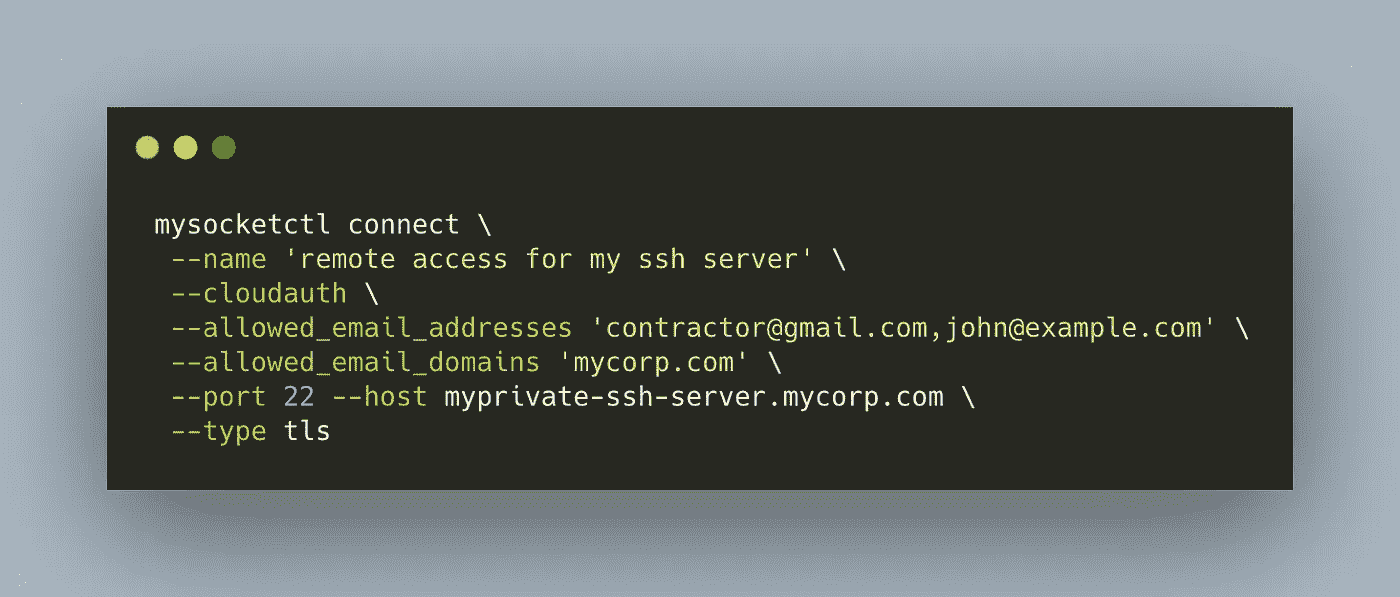 mysocketctl connect \
--name 'remote access for my ssh server' \
--cloudauth \
--allowed_email_addresses 'contractor@gmail.com,john@example.com' \
--allowed_email_domains 'mycorp.com' \
--port 22 --host myprivate-ssh-server.mycorp.com \
--type tls